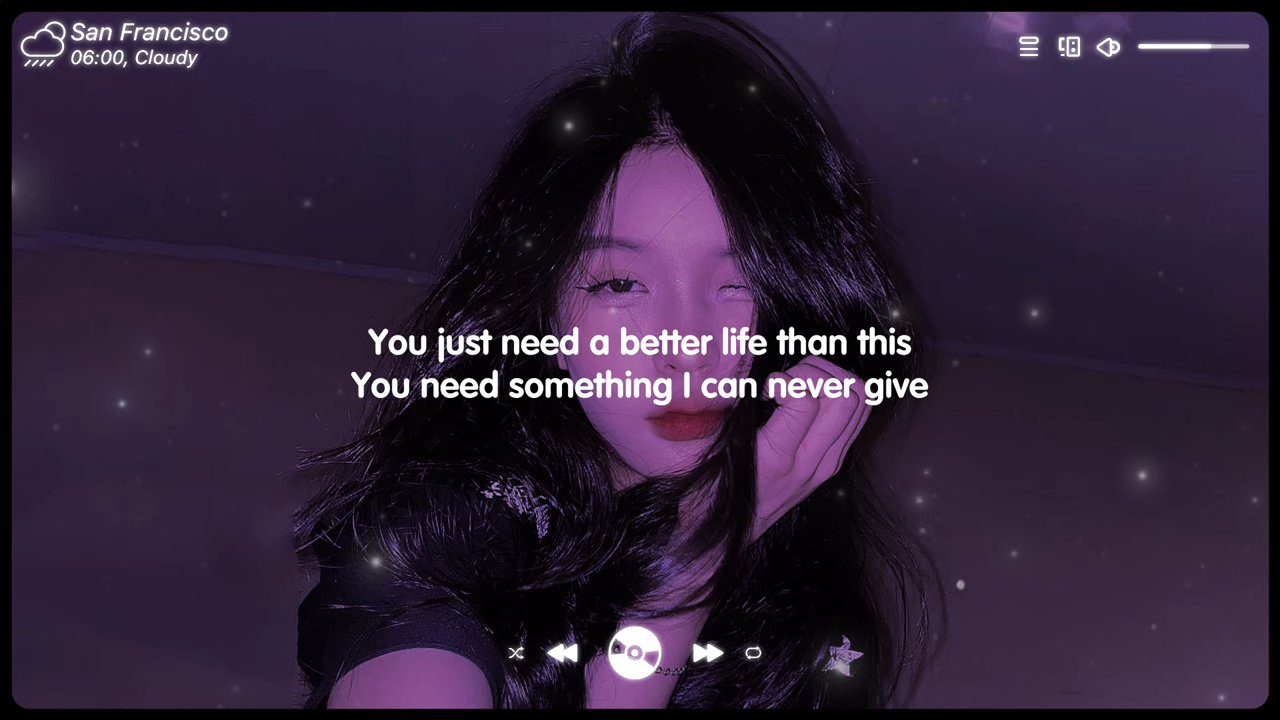 San Francisco
06:00, Cloudy
You just need a better life than this
You need something I can never give